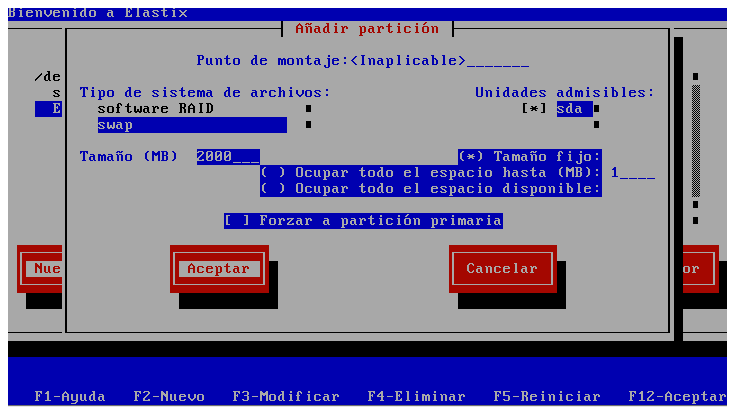 Bienvenido a Elastix
Añadir partición
Punto de montaje:<Inaplicable>_______
/de
Tipo de sistema de archivos: Unidades admisibles:
s software RAID [*] sda
E swap
Tamaño (MB) 2000___ (*) Tamaño fijo:
( ) Ocupar todo el espacio hasta (MB): 1____
( ) Ocupar todo el espacio disponible:
[ ] Forzar a partición primaria
Nue Aceptar Cancelar or
F1-Ayuda F2-Nuevo F3-Modificar F4-Eliminar F5-Reiniciar F12-Aceptar